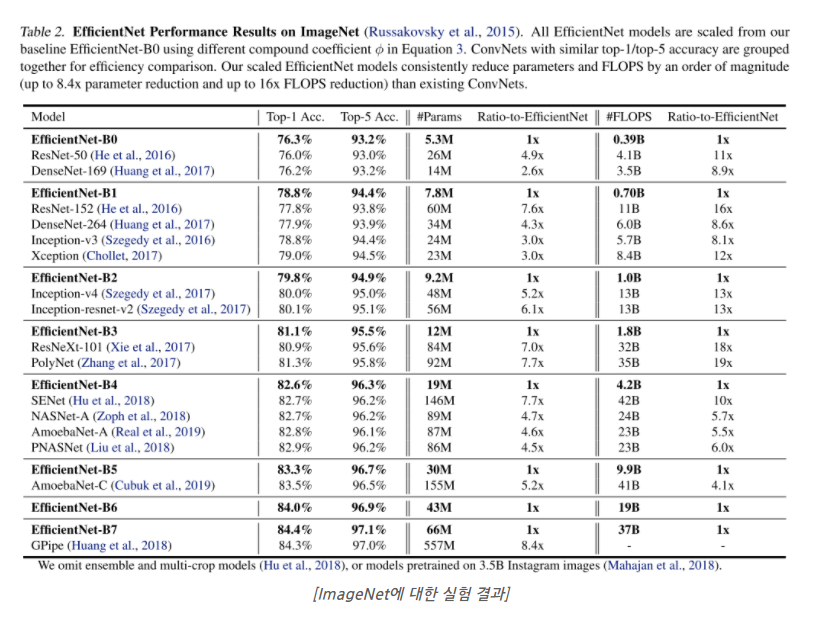 Table 2. EfficientNet Performance Results on ImageNet (Russakovsky et al., 2015). All EfficientNet models are scaled from our
baseline EfficientNet-B0 using different compound coefficient ϕ in Equation 3. ConvNets with similar top-1/top-5 accuracy are grouped
together for efficiency comparison. Our scaled EfficientNet models consistently reduce parameters and FLOPS by an order of magnitude
(up to 8.4x parameter reduction and up to 16x FLOPS reduction) than existing ConvNets.
Model Top-1 Acc. Top-5 Acc. #Params Ratio-to-EfficientNet #FLOPS Ratio-to-EfficientNet
EfficientNet-B0 76.3% 93.2% 5.3M 1x 0.39B 1x
ResNet-50 (He et al., 2016) 76.0% 93.0% 26M 4.9x 4.1B 11x
DenseNet-169 (Huang et al., 2017) 76.2% 93.2% 14M 2.6x 3.5B 8.9x
EfficientNet-B1 78.8% 94.4% 7.8M 1x 0.70B 1x
ResNet-152 (He et al., 2016) 77.8% 93.8% 60M 7.6x 11B 16x
DenseNet-264 (Huang et al., 2017) 77.9% 93.9% 34M 4.3x 6.0B 8.6x
Inception-v3 (Szegedy et al., 2016) 78.8% 94.4% 24M 3.0x 5.7B 8.1x
Xception (Chollet, 2017) 79.0% 94.5% 23M 3.0x 8.4B 12x
EfficientNet-B2 79.8% 94.9% 9.2M 1x 1.0B 1x
Inception-v4 (Szegedy et al., 2017) 80.0% 95.0% 48M 5.2x 13B 13x
Inception-resnet-v2 (Szegedy et al., 2017) 80.1% 95.1% 56M 6.1x 13B 13x
EfficientNet-B3 81.1% 95.5% 12M 1x 1.8B 1x
ResNeXt-101 (Xie et al., 2017) 80.9% 95.6% 84M 7.0x 32B 18x
PolyNet (Zhang et al., 2017) 81.3% 95.8% 92M 7.7x 35B 19x
EfficientNet-B4 82.6% 96.3% 19M 1x 4.2B 1x
SENet (Hu et al., 2018) 82.7% 96.2% 146M 7.7x 42B 10x
NASNet-A (Zoph et al., 2018) 82.7% 96.2% 89M 4.7x 24B 5.7x
AmoebaNet-A (Real et al., 2019) 82.8% 96.1% 87M 4.6x 23B 5.5x
PNASNet (Liu et al., 2018) 82.9% 96.2% 86M 4.5x 23B 6.0x
EfficientNet-B5 83.3% 96.7% 30M 1x 9.9B 1x
AmoebaNet-C (Cubuk et al., 2019) 83.5% 96.5% 155M 5.2x 41B 4.1x
EfficientNet-B6 84.0% 96.9% 43M 1x 19B 1x
EfficientNet-B7 84.4% 97.1% 66M 1x 37B 1x
GPipe (Huang et al., 2018) 84.3% 97.0% 557M 8.4x - -
We omit ensemble and multi-crop models (Hu et al., 2018), or models pretrained on 3.5B Instagram images (Mahajan et al., 2018).
[ImageNet에 대한 실험 결과]